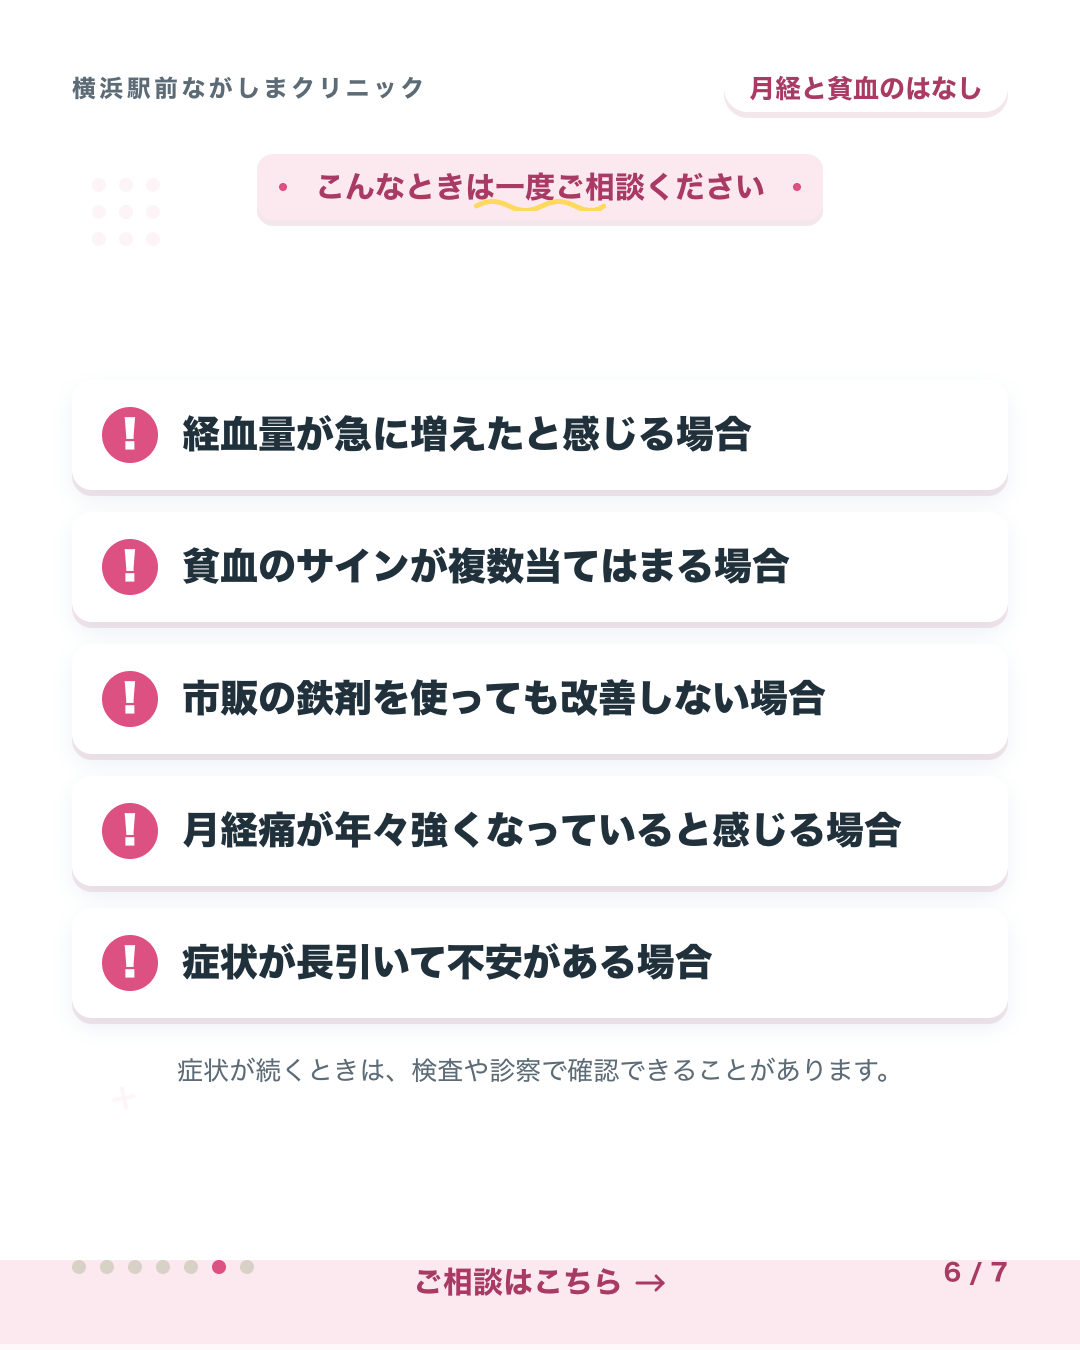 横浜駅前ながしまクリニック
月経と貧血のはなし
こんなときは一度ご相談ください
! 経血量が急に増えたと感じる場合
! 貧血のサインが複数当てはまる場合
! 市販の鉄剤を使っても改善しない場合
! 月経痛が年々強くなっていると感じる場合
! 症状が長引いて不安がある場合
症状が続くときは、検査や診察で確認できることがあります。
ご相談はこちら →
6 / 7